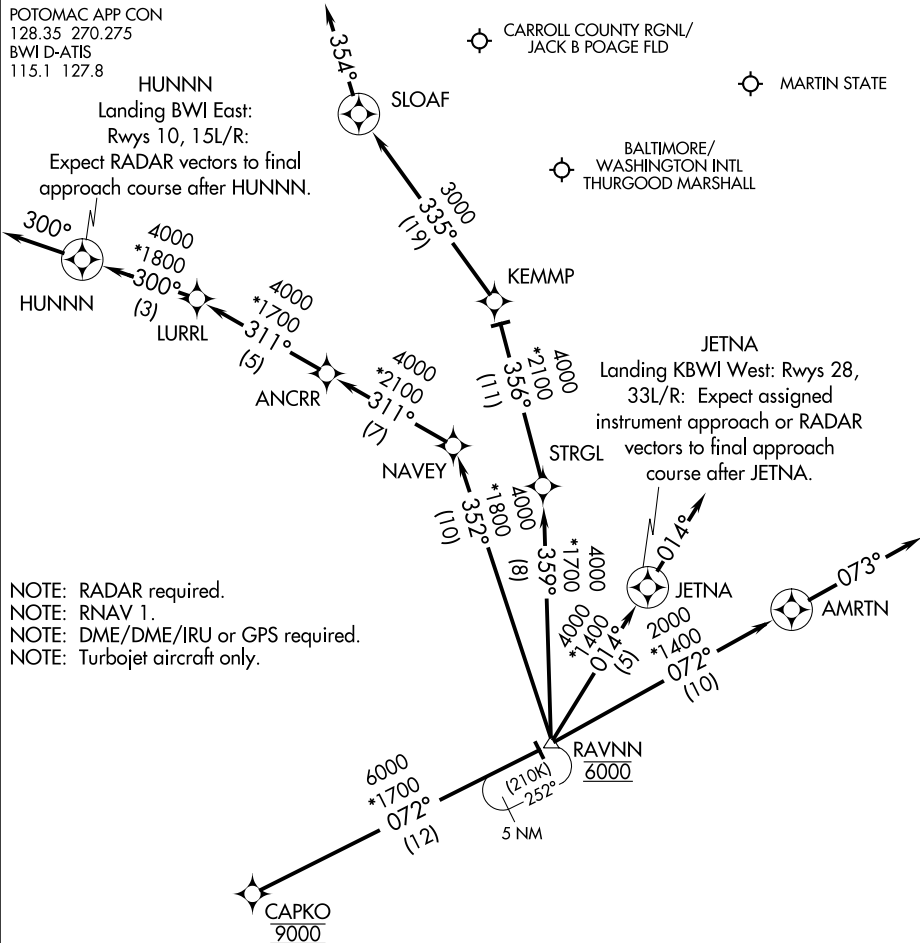 POTOMAC APP CON
128.35 270.275
BWI D-ATIS
115.1 127.8
HUNNN
Landing BWI East:
Rwys 10, 15L/R:
Expect RADAR vectors to final
approach course after HUNNN.
354°
SLOAF
CARROLL COUNTY RGNL/
JACK B POAGE FLD
MARTIN STATE
BALTIMORE/
WASHINGTON INTL
THURGOOD MARSHALL
3000
335°
(19)
KEMMP
300°
HUNNN
4000
*1800
300°
(3)
LURRL
4000
*1700
311°
(5)
ANCRR
4000
*2100
311°
(7)
NAVEY
4000
*2100
356°
(11)
STRGL
JETNA
Landing KBWI West: Rwys 28,
33L/R: Expect assigned
instrument approach or RADAR
vectors to final approach
course after JETNA.
4000
*1800
352°
(10)
4000
*1700
359°
(8)
014°
JETNA
4000
*1400
014°
(5)
073°
AMRTN
2000
*1400
072°
(10)
NOTE: RADAR required.
NOTE: RNAV 1.
NOTE: DME/DME/IRU or GPS required.
NOTE: Turbojet aircraft only.
RAVNN
6000
(210K)
252°
5 NM
6000
*1700
072°
(12)
CAPKO
9000